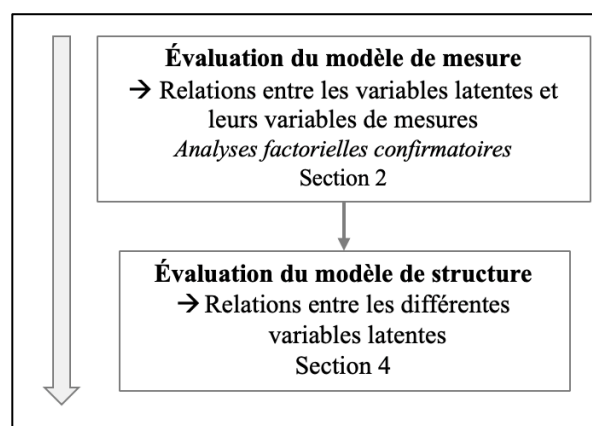 Évaluation du modèle de mesure
→ Relations entre les variables latentes et
leurs variables de mesures
Analyses factorielles confirmatoires
Section 2
Évaluation du modèle de structure
→ Relations entre les différentes
variables latentes
Section 4